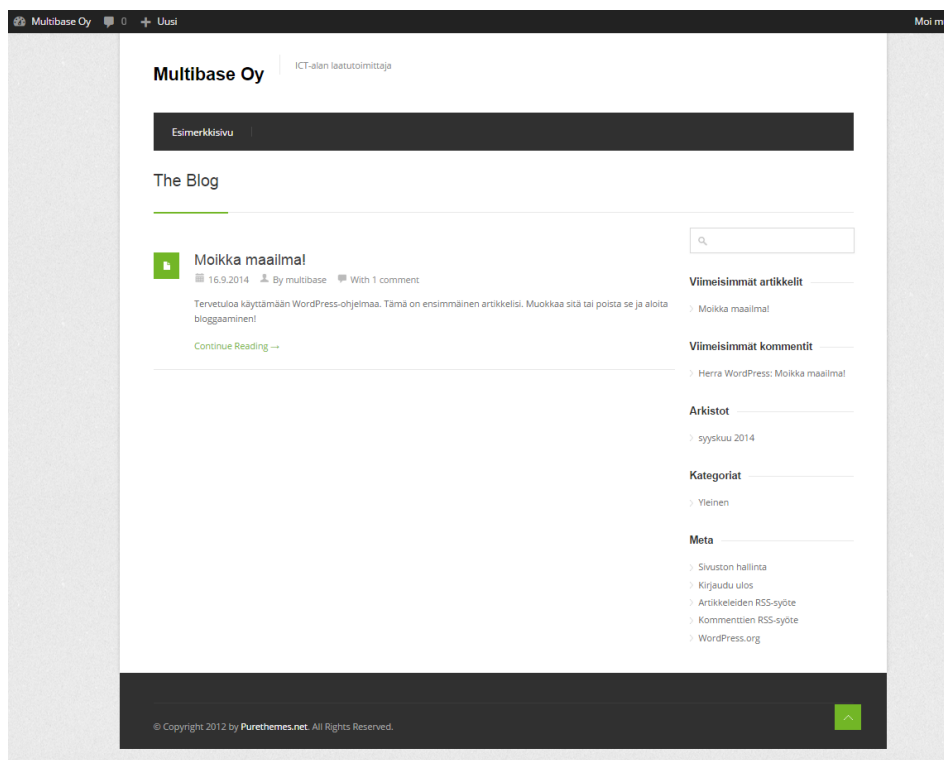 Multibase Oy 0 Uusi Moi m
Multibase Oy
ICT-alan laatutoimittaja
Esimerkkisivu
The Blog
Moikka maailma!
16.9.2014 By multibase With 1 comment
Tervetuloa käyttämään WordPress-ohjelmaa. Tämä on ensimmäinen artikkelisi. Muokkaa sitä tai poista se ja aloita
bloggaaminen!
Continue Reading →
Viimeisimmät artikkelit
Moikka maailma!
Viimeisimmät kommentit
Herra WordPress: Moikka maailma!
Arkistot
syyskuu 2014
Kategoriat
Yleinen
Meta
Sivuston hallinta
Kirjaudu ulos
Artikkeleiden RSS-syöte
Kommenttien RSS-syöte
WordPress.org
© Copyright 2012 by Purethemes.net. All Rights Reserved.